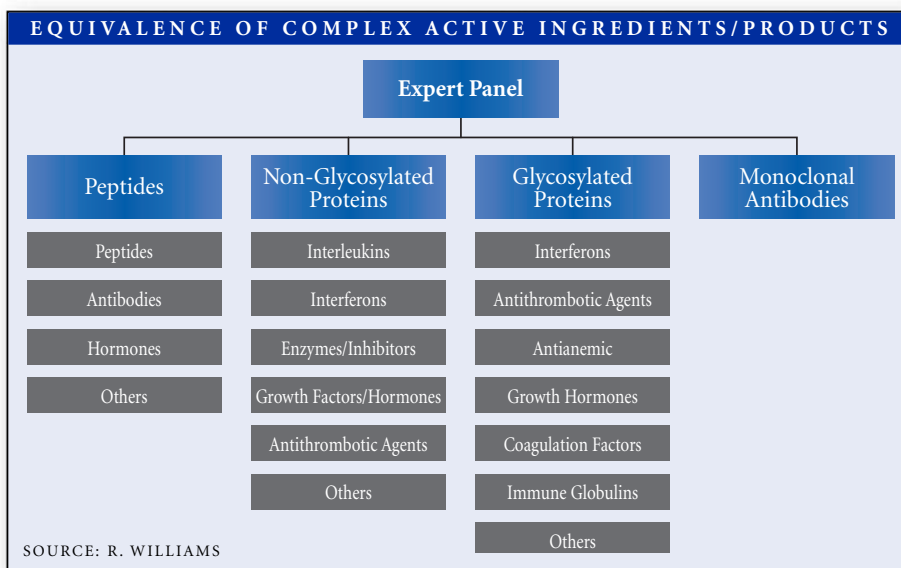 EQUIVALENCE OF COMPLEX ACTIVE INGREDIENTS/PRODUCTS
Expert Panel
Peptides
Peptides
Antibodies
Hormones
Others
Non-Glycosylated
Proteins
Interleukins
Interferons
Enzymes/Inhibitors
Growth Factors/Hormones
Antithrombotic Agents
Others
Glycosylated
Proteins
Interferons
Antithrombotic Agents
Antianemic
Growth Hormones
Coagulation Factors
Immune Globulins
Others
Monoclonal
Antibodies
SOURCE: R. WILLIAMS